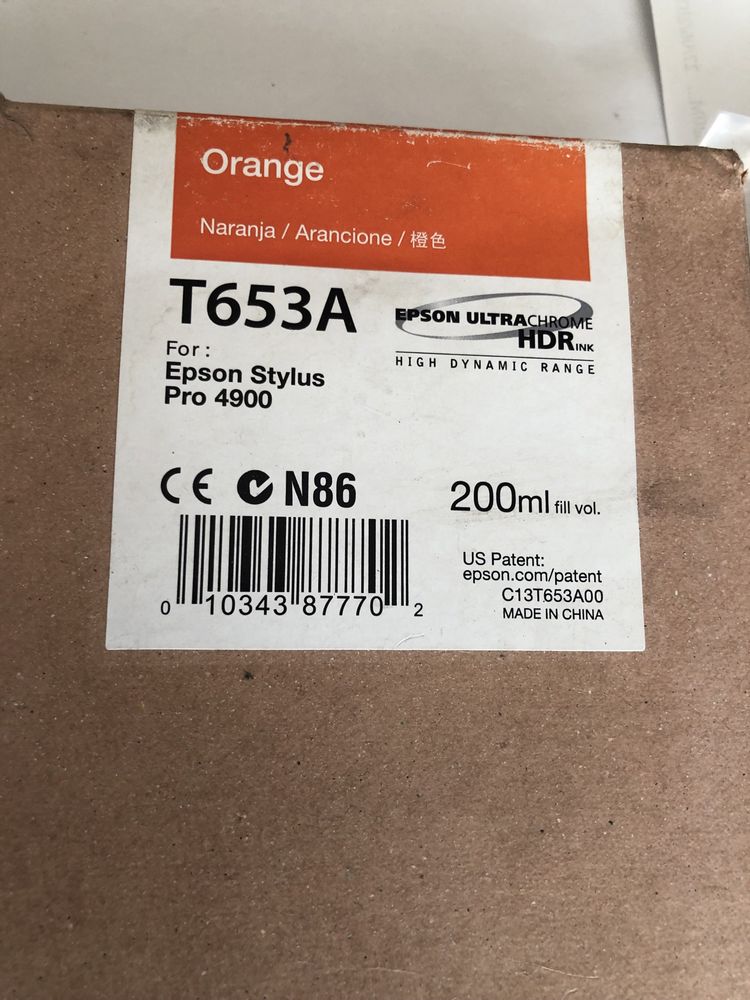 Orange
Naranja / Arancione / 橙色
T653A
For :
Epson Stylus
Pro 4900
EPSON ULTRACHROME
HDR INK
HIGH DYNAMIC RANGE
CE N86
200ml fill vol.
0 10343 87770 2
US Patent:
epson.com/patent
C13T653A00
MADE IN CHINA